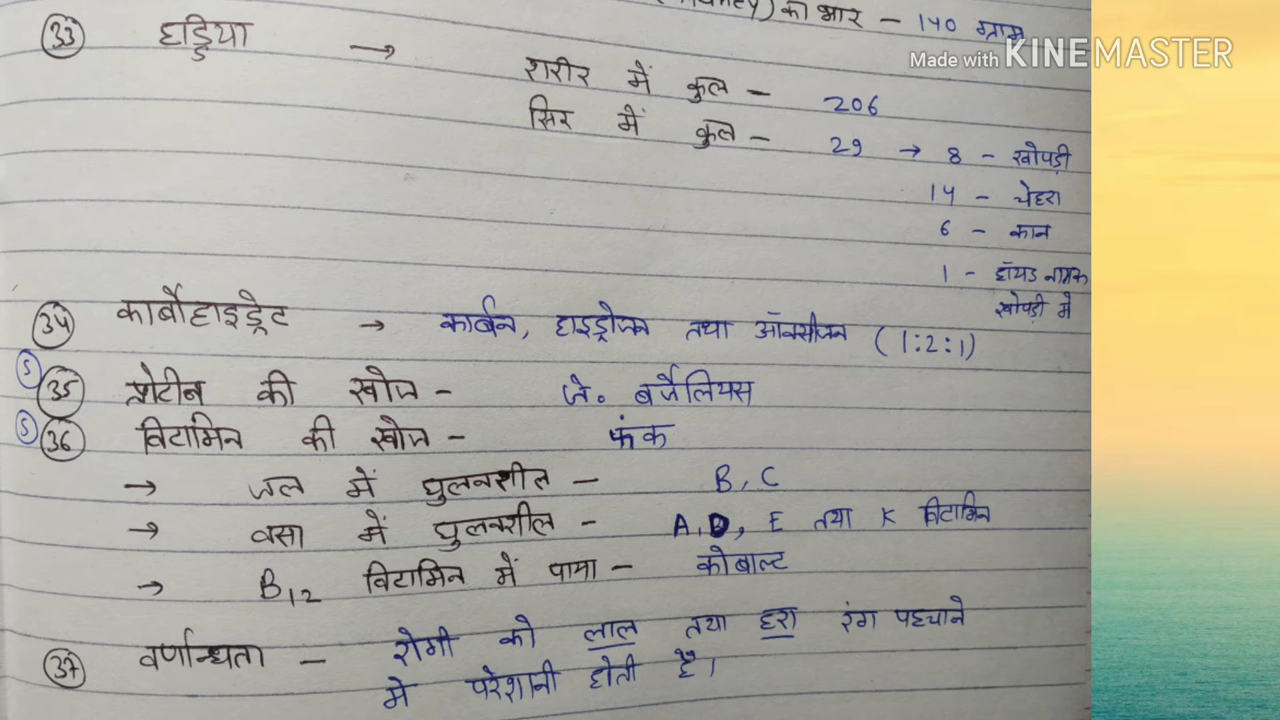 का भार - 140 ग्राम
Made with KINEMASTER
33 हड्डिया →
शरीर में कुल - 206
सिर में कुल - 29 → 8 - खोपड़ी
14 - चेहरा
6 - कान
1 - हॉयड नामक
खोपड़ी मे
34 कार्बोहाइड्रेट → कार्बन, हाइड्रोजन तथा ऑक्सीजन (1:2:1)
S 35 प्रोटीन की खोज - जे. बर्जेलियस
S 36 विटामिन की खोज - फंक
→ जल में घुलनशील - B, C
→ वसा में घुलनशील - A, D, E तथा K विटामिन
→ B12 विटामिन में पाया - कोबाल्ट
37 वर्णान्धता - रोगी को लाल तथा हरा रंग पहचाने
मे परेशानी होती है।